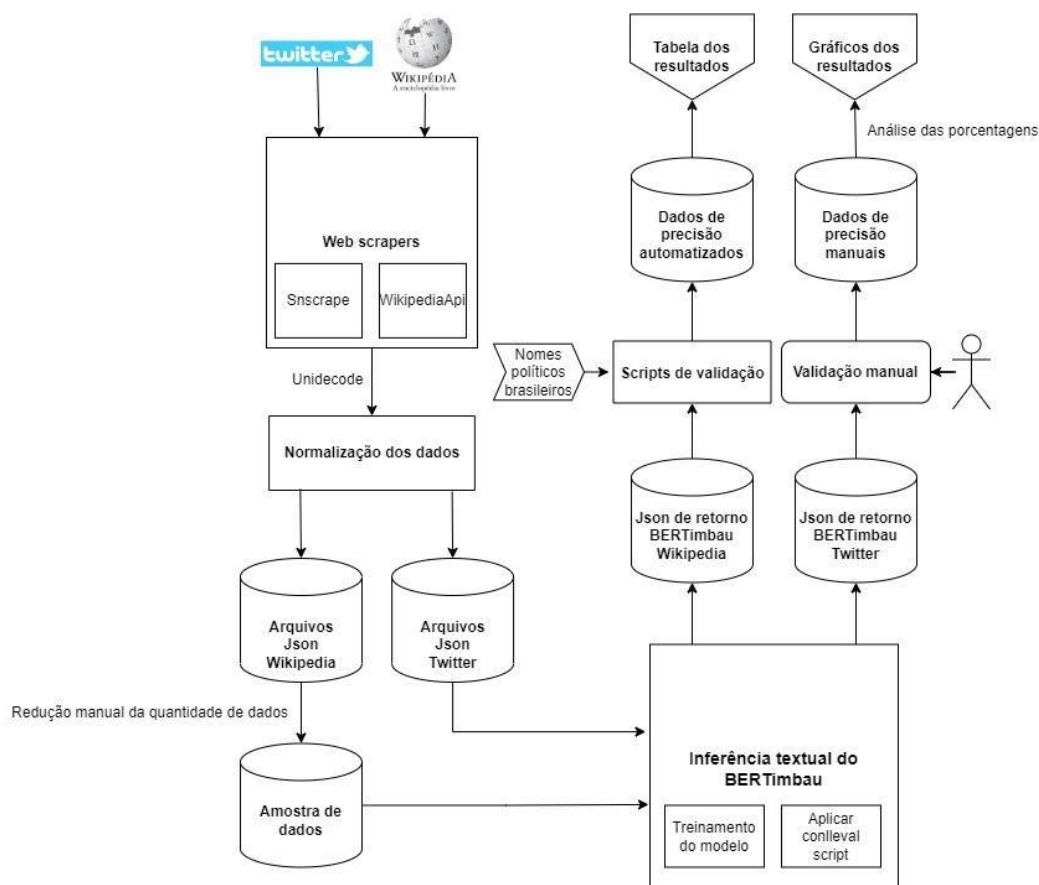 twitter
WIKIPÉDIA
A enciclopédia livre
Web scrapers
Snscrape
WikipediaApi
Unidecode
Normalização dos dados
Arquivos
Json
Wikipedia
Arquivos
Json
Twitter
Redução manual da quantidade de dados
Amostra de
dados
Tabela dos
resultados
Gráficos dos
resultados
Análise das porcentagens
Dados de
precisão
automatizados
Dados de
precisão
manuais
Nomes
políticos
brasileiros
Scripts de validação
Validação manual
Json de retorno
BERTimbau
Wikipedia
Json de retorno
BERTimbau
Twitter
Inferência textual do
BERTimbau
Treinamento
do modelo
Aplicar
conlleval
script